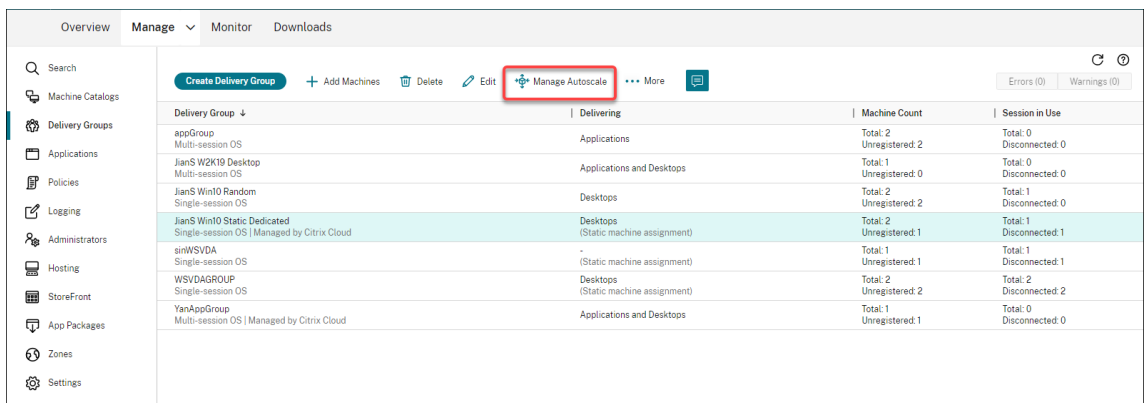 Overview Manage Monitor Downloads
Search
Machine Catalogs
Delivery Groups
Applications
Policies
Logging
Administrators
Hosting
StoreFront
App Packages
Zones
Settings
Create Delivery Group Add Machines Delete Edit Manage Autoscale More
Errors (0) Warnings (0)
Delivery Group ↓ Delivering Machine Count Session in Use
appGroup Applications Total: 2 Total: 0
Multi-session OS Unregistered: 2 Disconnected: 0
JianS W2K19 Desktop Applications and Desktops Total: 1 Total: 0
Multi-session OS Unregistered: 0 Disconnected: 0
JianS Win10 Random Desktops Total: 2 Total: 1
Single-session OS Unregistered: 2 Disconnected: 0
JianS Win10 Static Dedicated Desktops Total: 2 Total: 1
Single-session OS | Managed by Citrix Cloud (Static machine assignment) Unregistered: 1 Disconnected: 1
sinWSVDA - Total: 1 Total: 1
Single-session OS (Static machine assignment) Unregistered: 1 Disconnected: 1
WSVDAGROUP Desktops Total: 2 Total: 2
Single-session OS (Static machine assignment) Unregistered: 2 Disconnected: 2
YanAppGroup Applications and Desktops Total: 1 Total: 0
Multi-session OS | Managed by Citrix Cloud Unregistered: 1 Disconnected: 0